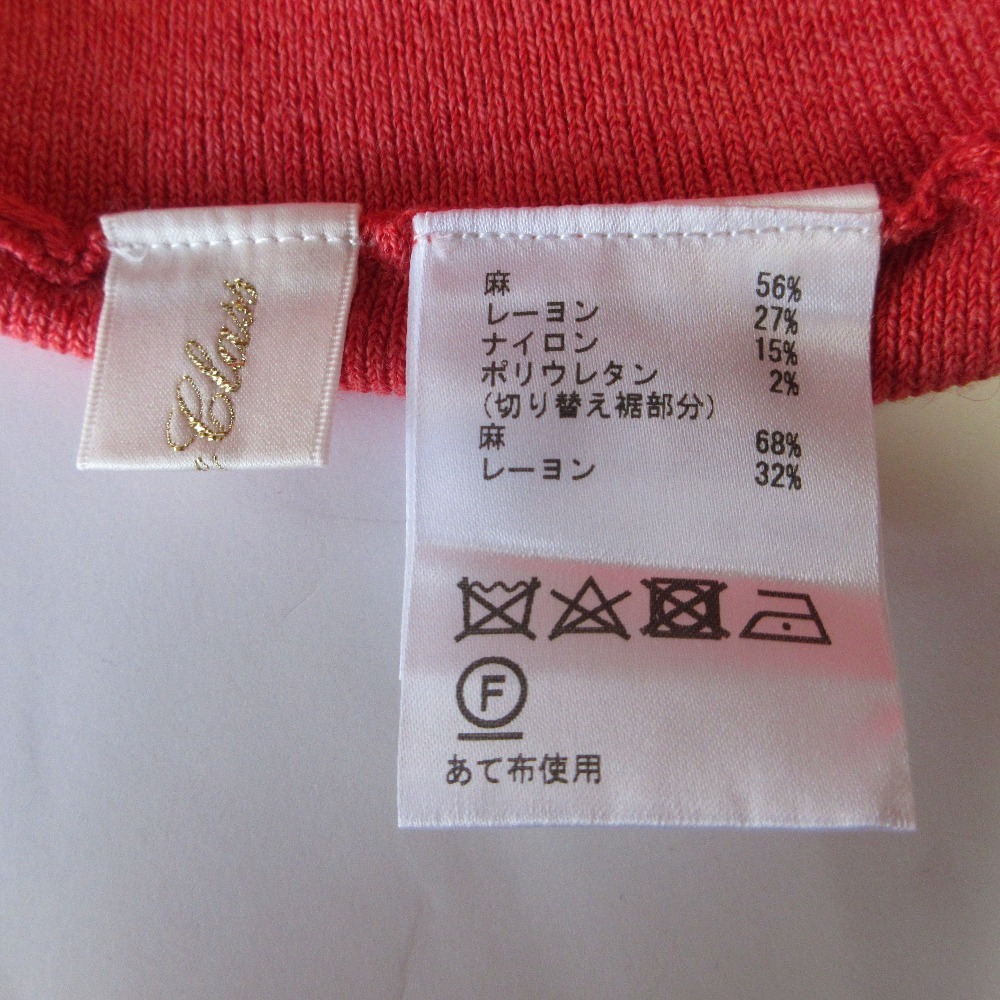 Class
麻 56%
レーヨン 27%
ナイロン 15%
ポリウレタン 2%
(切り替え裾部分)
麻 68%
レーヨン 32%
F
あて布使用